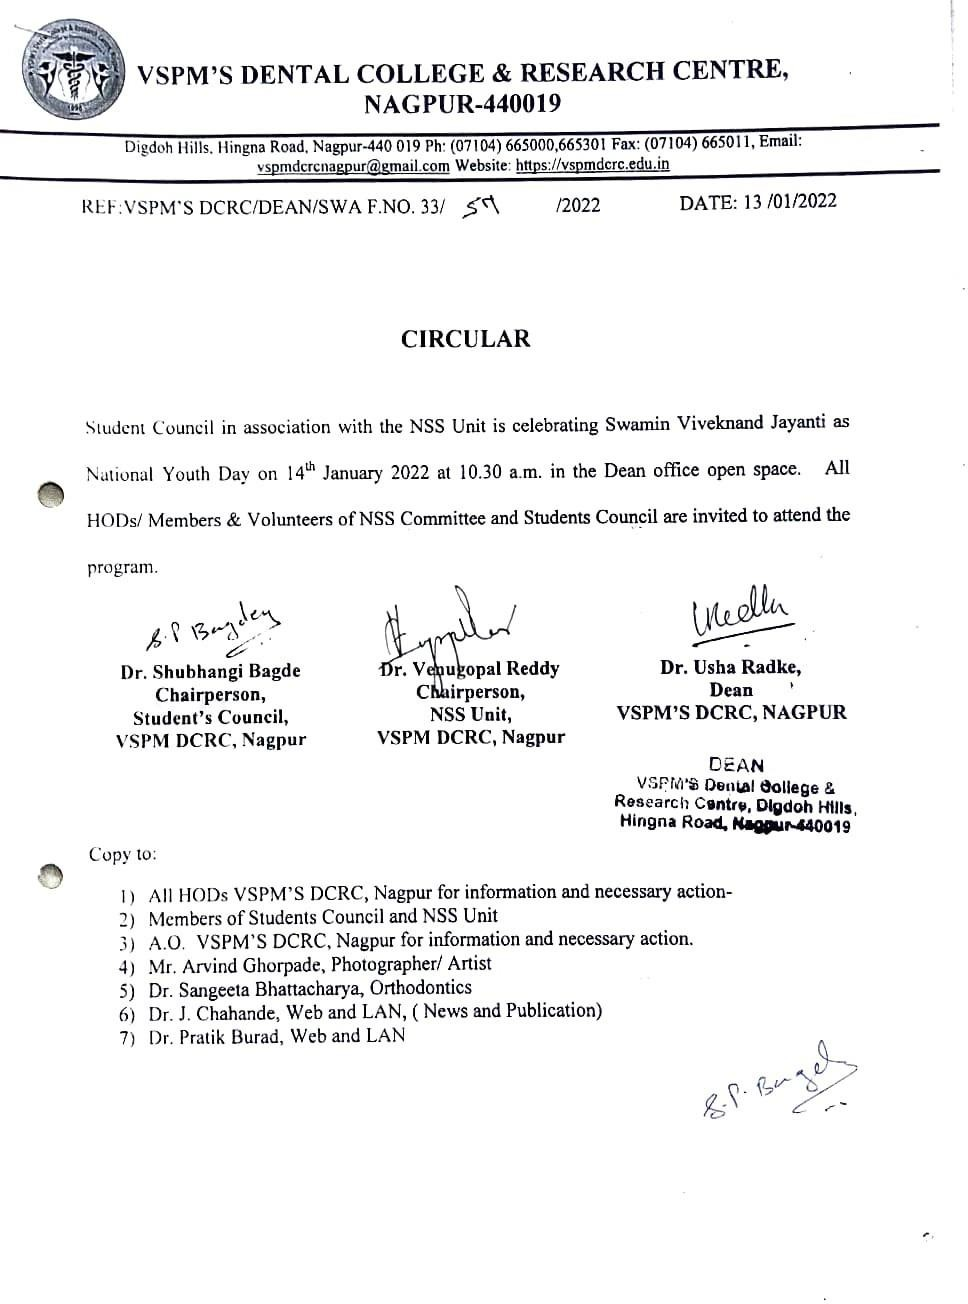 VSPM'S DENTAL COLLEGE & RESEARCH CENTRE,
NAGPUR-440019
Digdoh Hills, Hingna Road, Nagpur-440 019 Ph: (07104) 665000,665301 Fax: (07104) 665011, Email:
vspmdcrcnagpur@gmail.com Website: https://vspmdcrc.edu.in
REF:VSPM'S DCRC/DEAN/SWA F.NO. 33/ /2022 DATE: 13 /01/2022
CIRCULAR
Student Council in association with the NSS Unit is celebrating Swamin Viveknand Jayanti as
National Youth Day on 14th January 2022 at 10.30 a.m. in the Dean office open space. All
HODs/ Members & Volunteers of NSS Committee and Students Council are invited to attend the
program.
Dr. Shubhangi Bagde Dr. Venugopal Reddy Dr. Usha Radke,
Chairperson, Chairperson, Dean
Student's Council, NSS Unit, VSPM'S DCRC, NAGPUR
VSPM DCRC, Nagpur VSPM DCRC, Nagpur
DEAN
VSPM'S Dental College &
Research Centre, Digdoh Hills,
Hingna Road, Nagpur-440019
Copy to:
1) All HODs VSPM'S DCRC, Nagpur for information and necessary action-
2) Members of Students Council and NSS Unit
3) A.O. VSPM'S DCRC, Nagpur for information and necessary action.
4) Mr. Arvind Ghorpade, Photographer/ Artist
5) Dr. Sangeeta Bhattacharya, Orthodontics
6) Dr. J. Chahande, Web and LAN, ( News and Publication)
7) Dr. Pratik Burad, Web and LAN